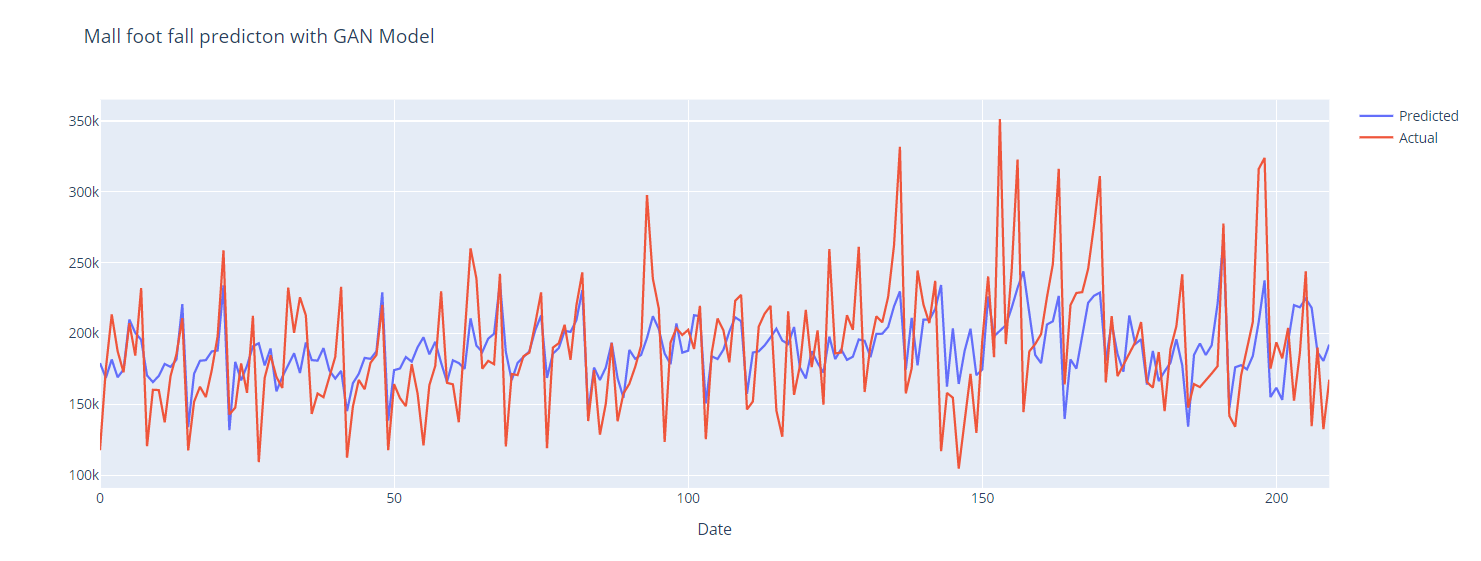 Mall foot fall predicton with GAN Model
350k
300k
250k
200k
150k
100k
0 50 100 150 200
Date
Predicted
Actual